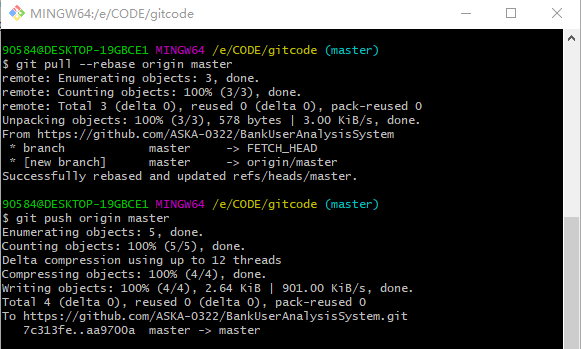 MINGW64:/e/CODE/gitcode
90584@DESKTOP-19GBCE1 MINGW64 /e/CODE/gitcode (master)
$ git pull --rebase origin master
remote: Enumerating objects: 3, done.
remote: Counting objects: 100% (3/3), done.
remote: Total 3 (delta 0), reused 0 (delta 0), pack-reused 0
Unpacking objects: 100% (3/3), 578 bytes | 3.00 KiB/s, done.
From https://github.com/ASKA-0322/BankUserAnalysisSystem
 * branch            master     -> FETCH_HEAD
 * [new branch]      master     -> origin/master
Successfully rebased and updated refs/heads/master.
90584@DESKTOP-19GBCE1 MINGW64 /e/CODE/gitcode (master)
$ git push origin master
Enumerating objects: 5, done.
Counting objects: 100% (5/5), done.
Delta compression using up to 12 threads
Compressing objects: 100% (4/4), done.
Writing objects: 100% (4/4), 2.64 KiB | 901.00 KiB/s, done.
Total 4 (delta 0), reused 0 (delta 0), pack-reused 0
To https://github.com/ASKA-0322/BankUserAnalysisSystem.git
   7c313fe..aa9700a  master -> master